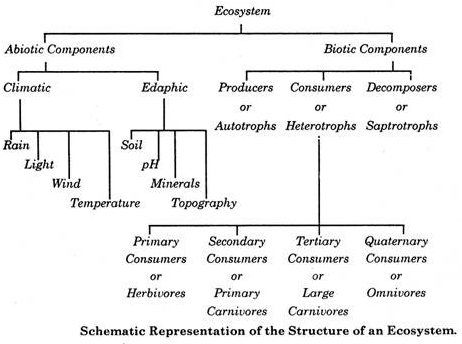 Ecosystem
Abiotic Components Biotic Components
Climatic Edaphic Producers Consumers Decomposers
or or or
Autotrophs Heterotrophs Saptrotrophs
Rain Soil
Light pH
Wind Minerals
Temperature Topography
Primary Secondary Tertiary Quaternary
Consumers Consumers Consumers Consumers
or or or or
Herbivores Primary Large Omnivores
Carnivores Carnivores
Schematic Representation of the Structure of an Ecosystem.